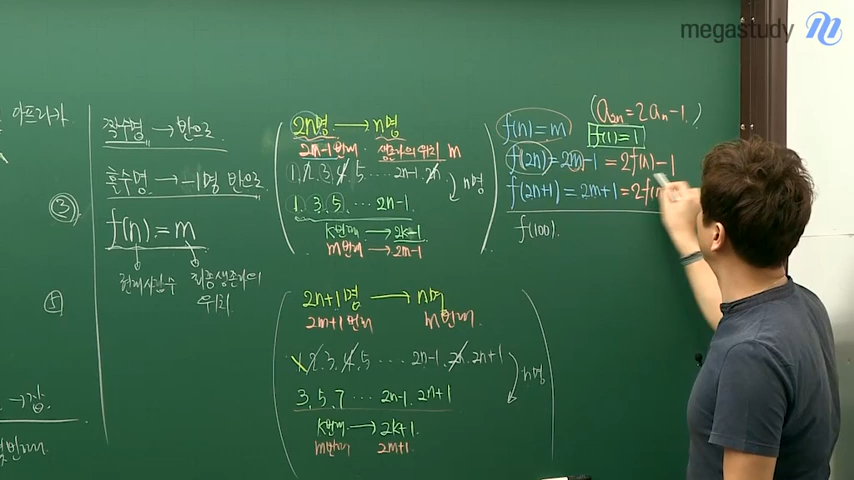 megastudy
아프리카
짝수명 → 반으로
홀수명 → -1명 반으로
③
f(n) = m
현재사람수
최종생존자의
위치
⑤
2n명 → n명
2m-1번째 생존자의 위치 m
1, 2, 3, 4, 5 ···· 2n-1, 2n
n명
1, 3, 5, ···· 2n-1.
k번째 → 2k-1
m번째 → 2m-1
2n+1명 → n명
2m+1번째 m번째.
1, 2, 3, 4, 5 ···· 2n-1, 2n, 2n+1
n명
3, 5, 7 ···· 2n-1, 2n+1
k번째 → 2k+1.
m번째 2m+1.
(a2n = 2an-1.)
f(n) = m
f(1) = 1
f(2n) = 2m-1 = 2f(n)-1
f(2n+1) = 2m+1 = 2f(
f(100).